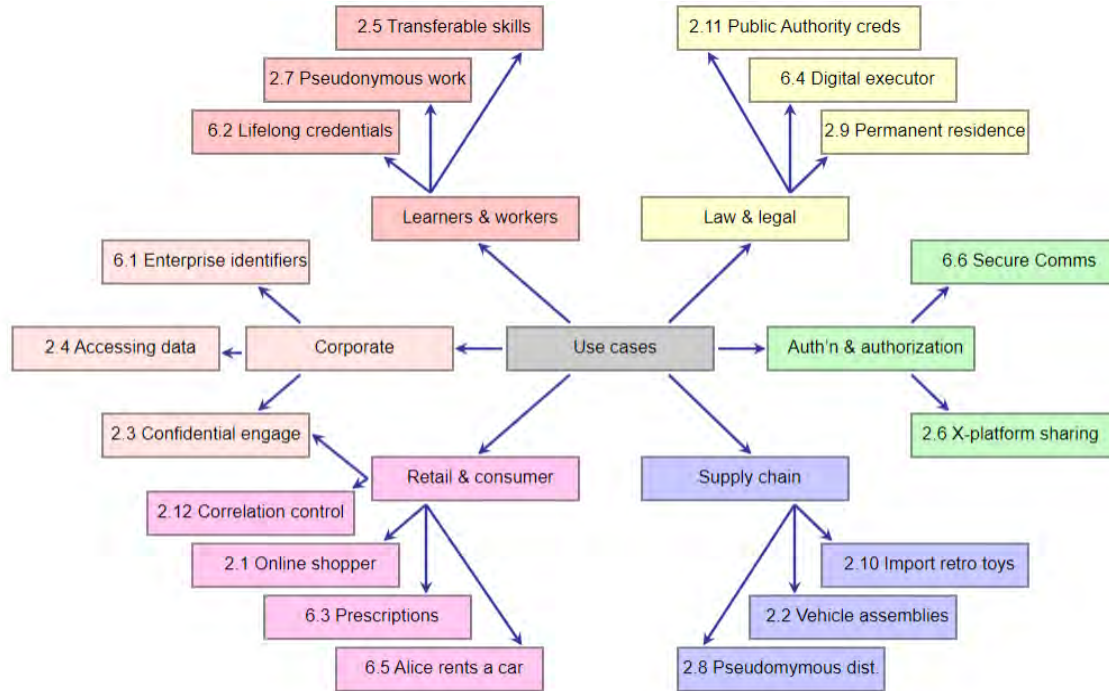 2.5 Transferable skills
2.11 Public Authority creds
2.7 Pseudonymous work
6.4 Digital executor
6.2 Lifelong credentials
2.9 Permanent residence
Learners & workers
Law & legal
6.1 Enterprise identifiers
6.6 Secure Comms
2.4 Accessing data
Corporate
Use cases
Auth'n & authorization
2.3 Confidential engage
2.6 X-platform sharing
Retail & consumer
Supply chain
2.12 Correlation control
2.1 Online shopper
2.10 Import retro toys
6.3 Prescriptions
2.2 Vehicle assemblies
6.5 Alice rents a car
2.8 Pseudomymous dist.